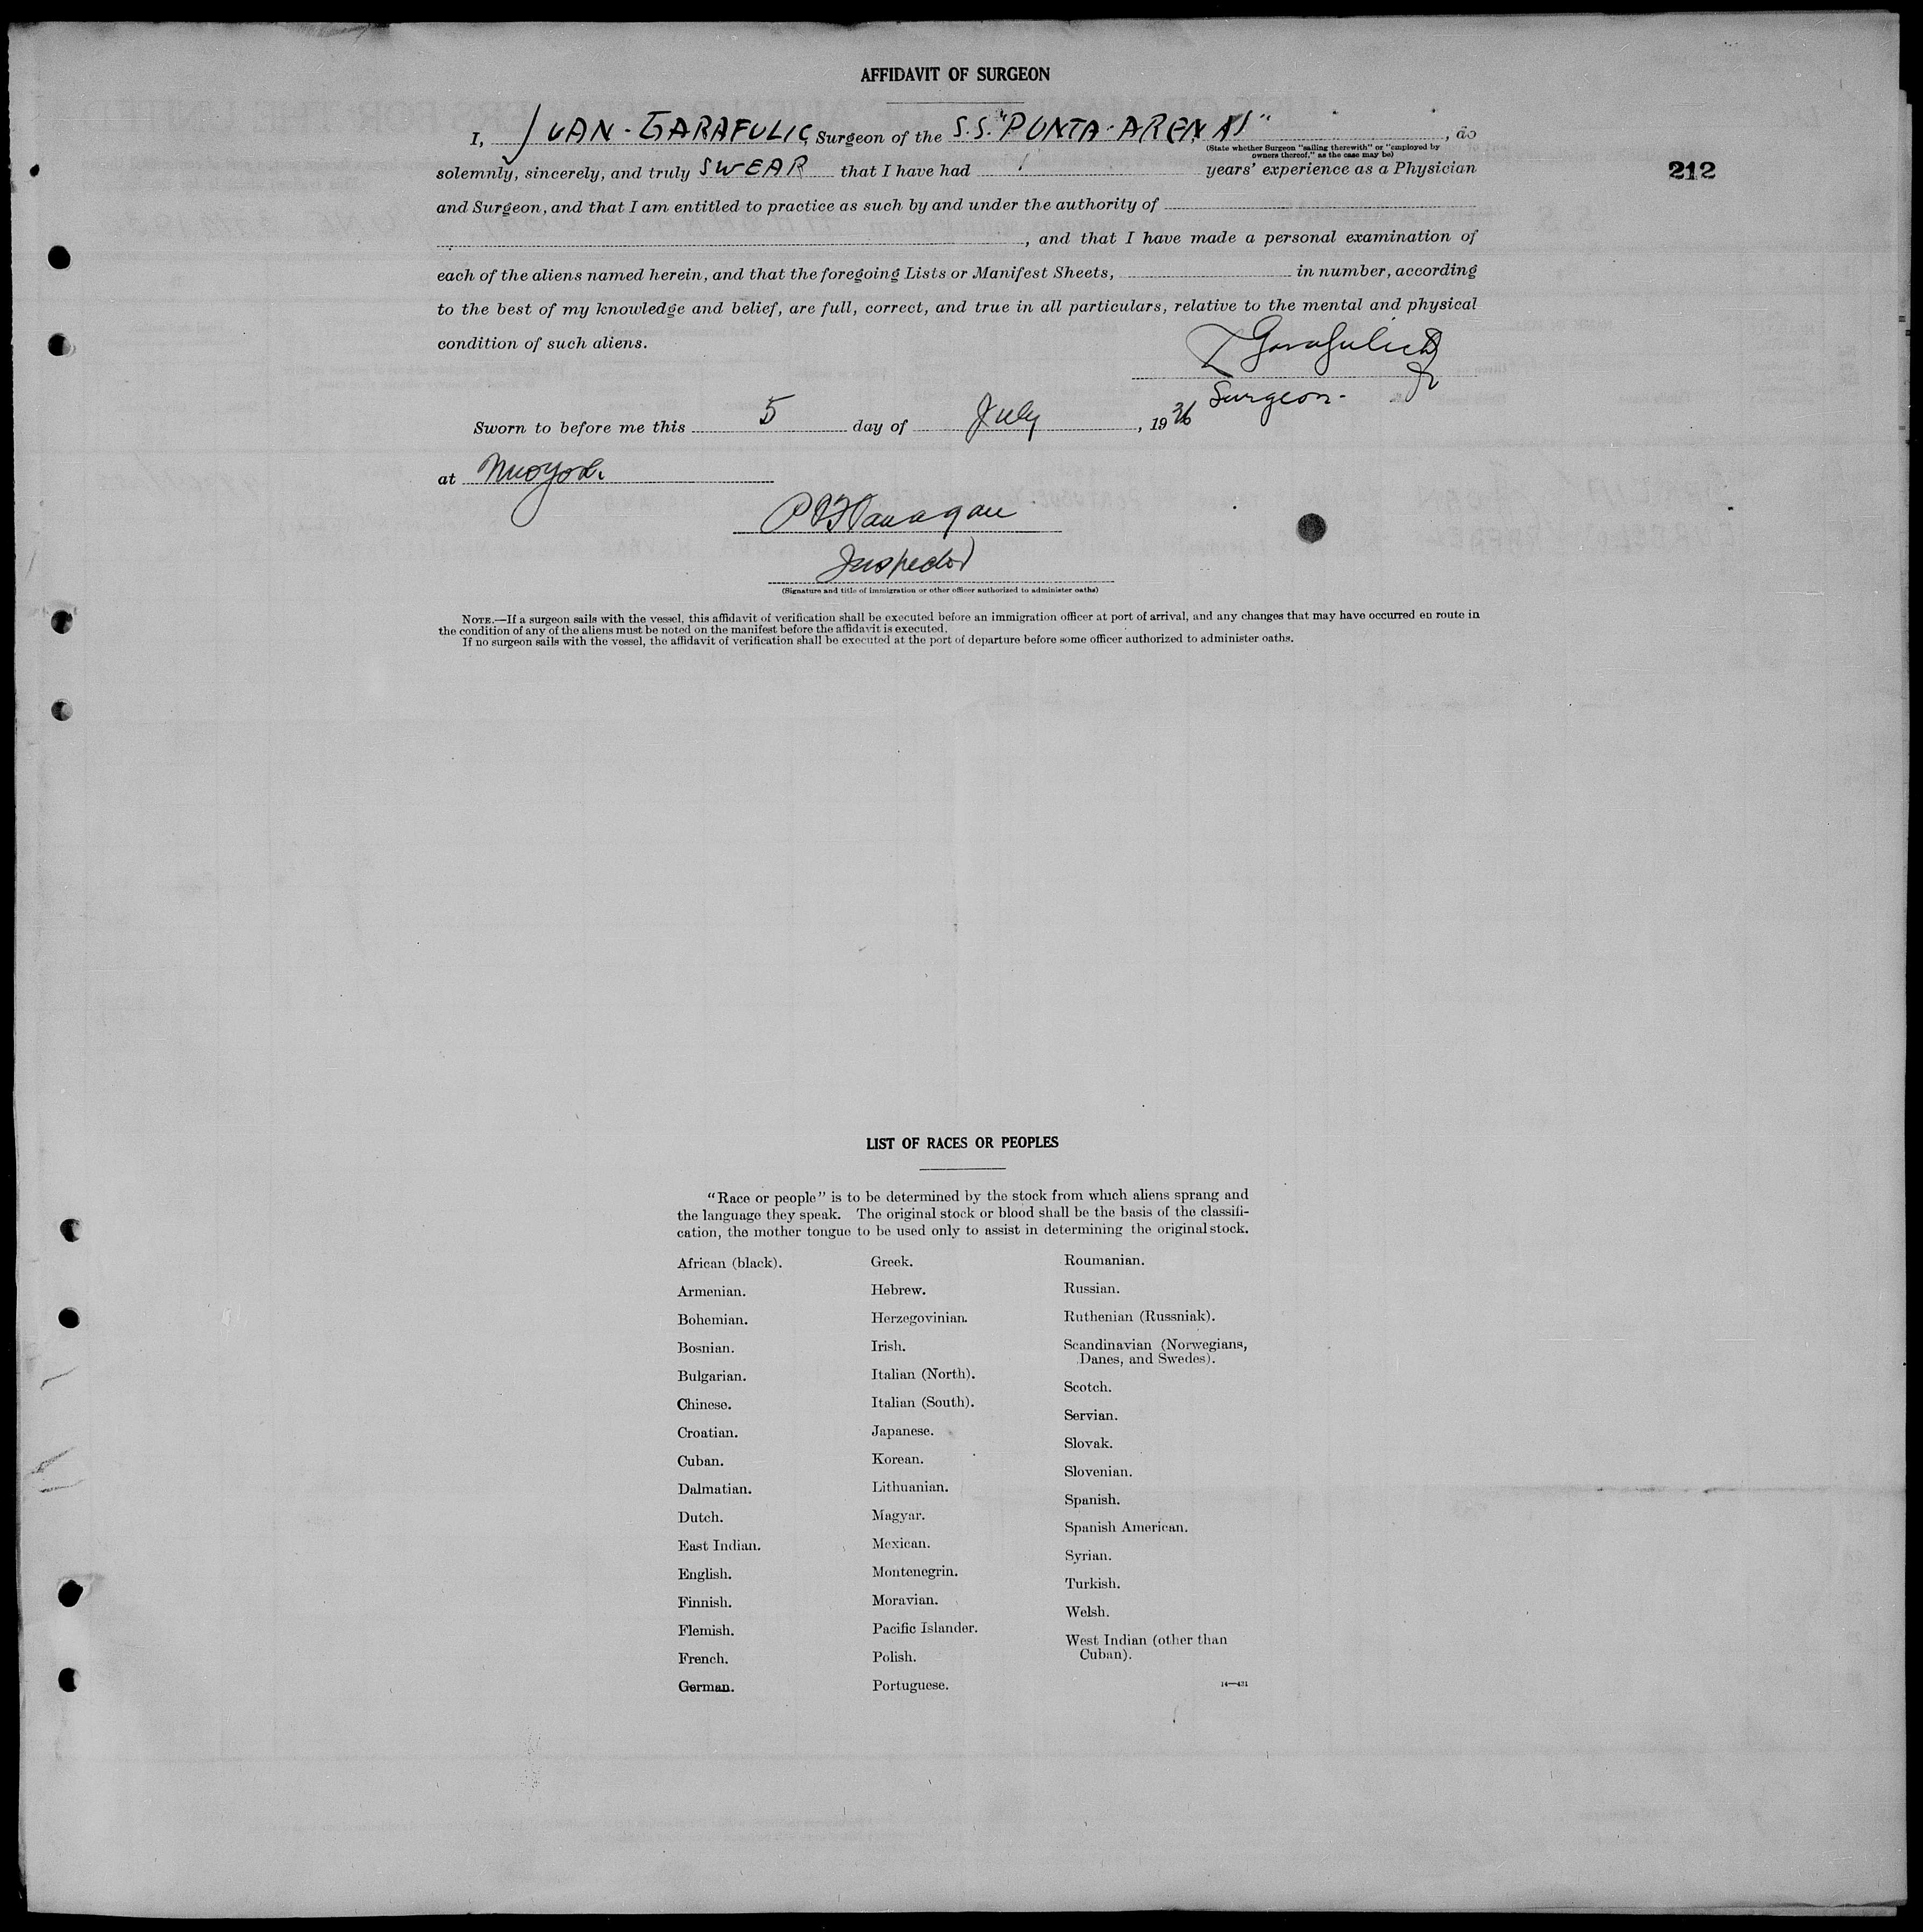 AFFIDAVIT OF SURGEON
I, JUAN - GARAFULIC, Surgeon of the S.S. "PUNTA-ARENAS", do
(State whether Surgeon "sailing therewith" or "employed by
owners thereof," as the case may be)
solemnly, sincerely, and truly SWEAR that I have had 1 years' experience as a Physician
212
and Surgeon, and that I am entitled to practice as such by and under the authority of
, and that I have made a personal examination of
each of the aliens named herein, and that the foregoing Lists or Manifest Sheets, in number, according
to the best of my knowledge and belief, are full, correct, and true in all particulars, relative to the mental and physical
condition of such aliens.
Garafulich
Surgeon.
Sworn to before me this 5 day of July, 1926
at New York
Flanagan
Inspector
(Signature and title of immigration or other officer authorized to administer oaths)
NOTE.—If a surgeon sails with the vessel, this affidavit of verification shall be executed before an immigration officer at port of arrival, and any changes that may have occurred en route in
the condition of any of the aliens must be noted on the manifest before the affidavit is executed.
If no surgeon sails with the vessel, the affidavit of verification shall be executed at the port of departure before some officer authorized to administer oaths.
LIST OF RACES OR PEOPLES
"Race or people" is to be determined by the stock from which aliens sprang and
the language they speak. The original stock or blood shall be the basis of the classifi-
cation, the mother tongue to be used only to assist in determining the original stock.
African (black).
Armenian.
Bohemian.
Bosnian.
Bulgarian.
Chinese.
Croatian.
Cuban.
Dalmatian.
Dutch.
East Indian.
English.
Finnish.
Flemish.
French.
German.
Greek.
Hebrew.
Herzegovinian.
Irish.
Italian (North).
Italian (South).
Japanese.
Korean.
Lithuanian.
Magyar.
Mexican.
Montenegrin.
Moravian.
Pacific Islander.
Polish.
Portuguese.
Roumanian.
Russian.
Ruthenian (Russniak).
Scandinavian (Norwegians,
Danes, and Swedes).
Scotch.
Servian.
Slovak.
Slovenian.
Spanish.
Spanish American.
Syrian.
Turkish.
Welsh.
West Indian (other than
Cuban).
14—431